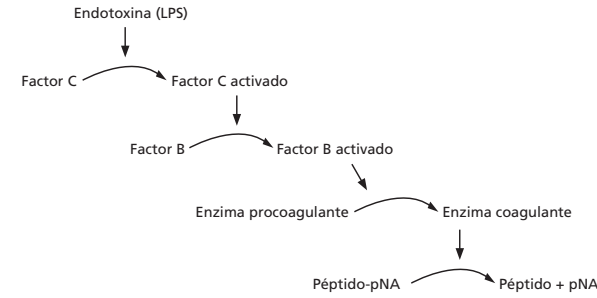 Endotoxina (LPS)
Factor C Factor C activado
Factor B Factor B activado
Enzima procoagulante Enzima coagulante
Péptido-pNA Péptido + pNA